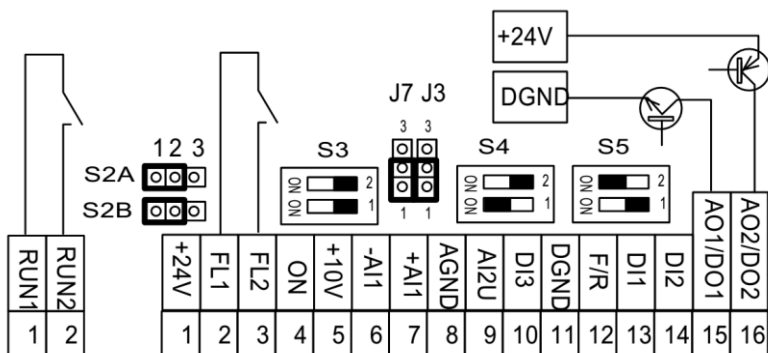 +24V
DGND
J7 J3
3 3
1 2 3
S2A
S2B
S3
ON 2
ON 1
1 1
S4
ON 2
ON 1
S5
ON 2
ON 1
RUN1 RUN2
1 2
+24V FL1 FL2 ON +10V -AI1 +AI1 AGND AI2U DI3 DGND F/R DI1 DI2 AO1/DO1 AO2/DO2
1 2 3 4 5 6 7 8 9 10 11 12 13 14 15 16